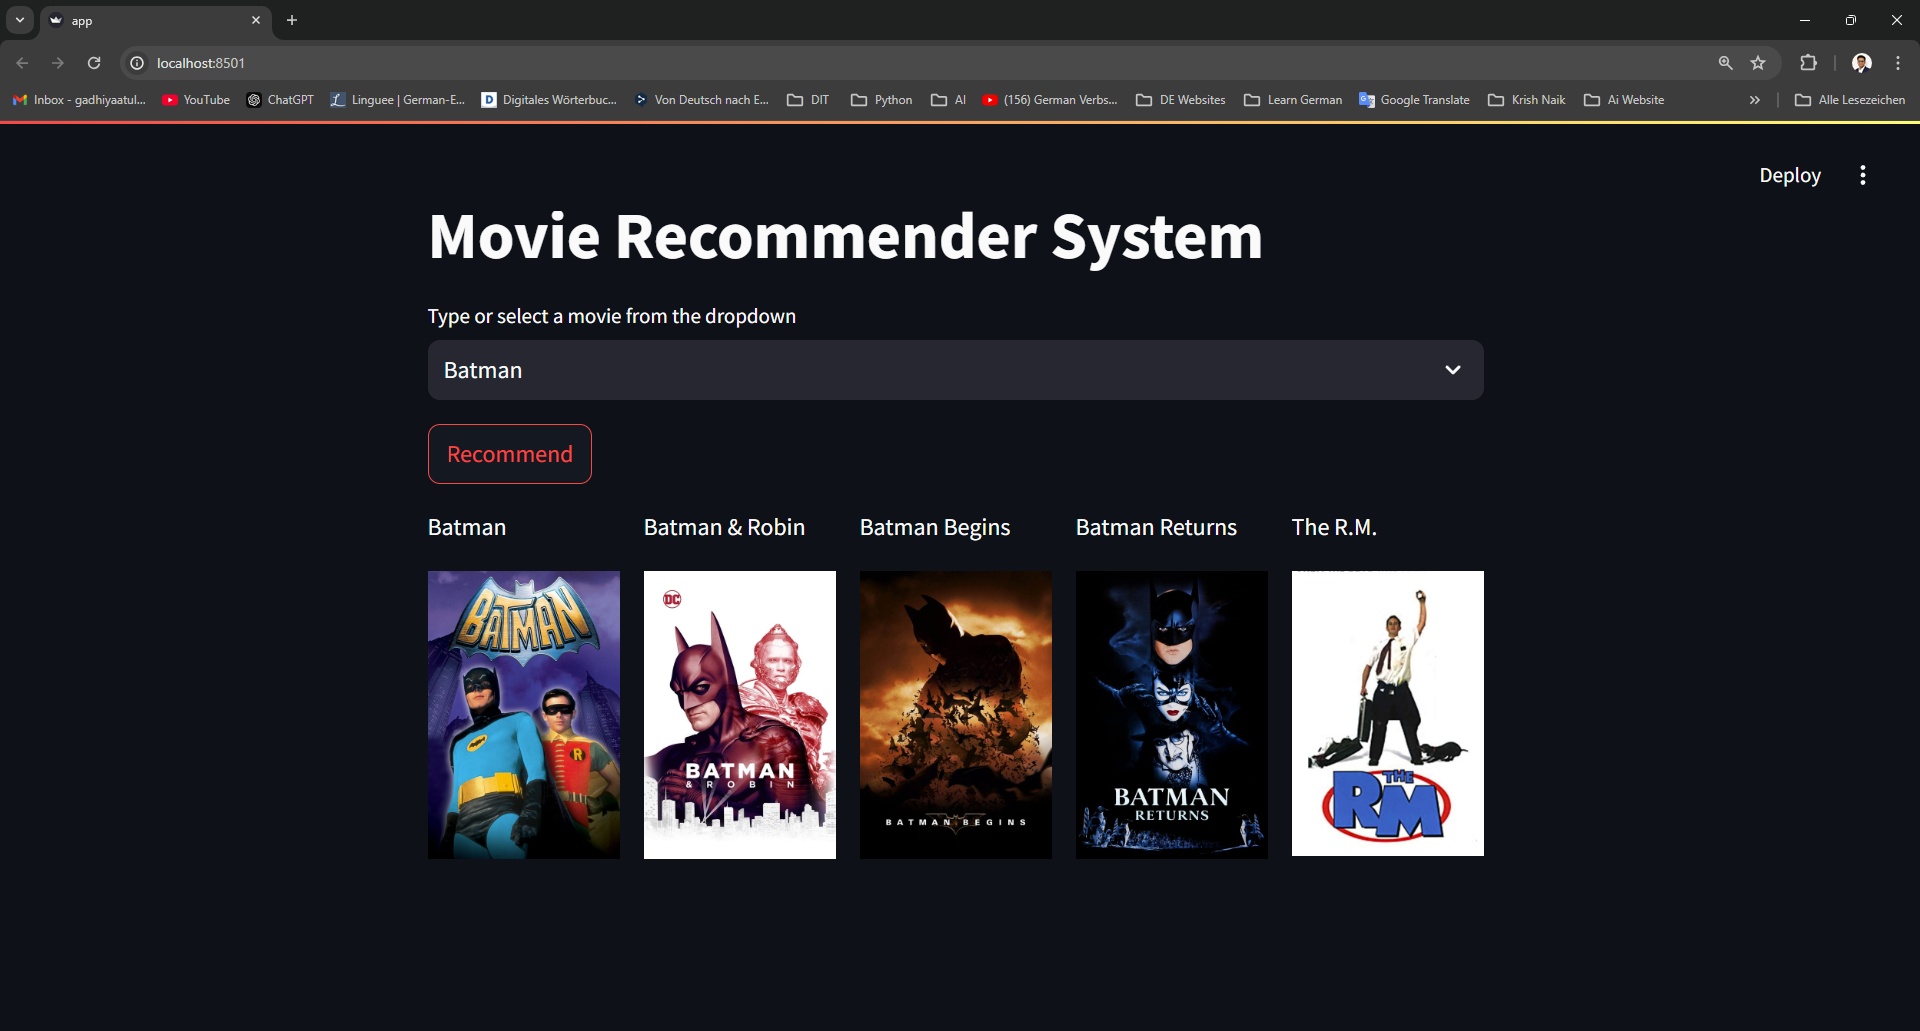 app
localhost:8501
Inbox - gadhiyaatul... YouTube ChatGPT Linguee | German-E... Digitales Wörterbuc... Von Deutsch nach E... DIT Python AI (156) German Verbs... DE Websites Learn German Google Translate Krish Naik Ai Website » Alle Lesezeichen
Deploy
Movie Recommender System
Type or select a movie from the dropdown
Batman
Recommend
Batman Batman & Robin Batman Begins Batman Returns The R.M.
BATMAN
R
DC
BATMAN
& ROBIN
BATMAN BEGINS
BATMAN
RETURNS
THE
RM